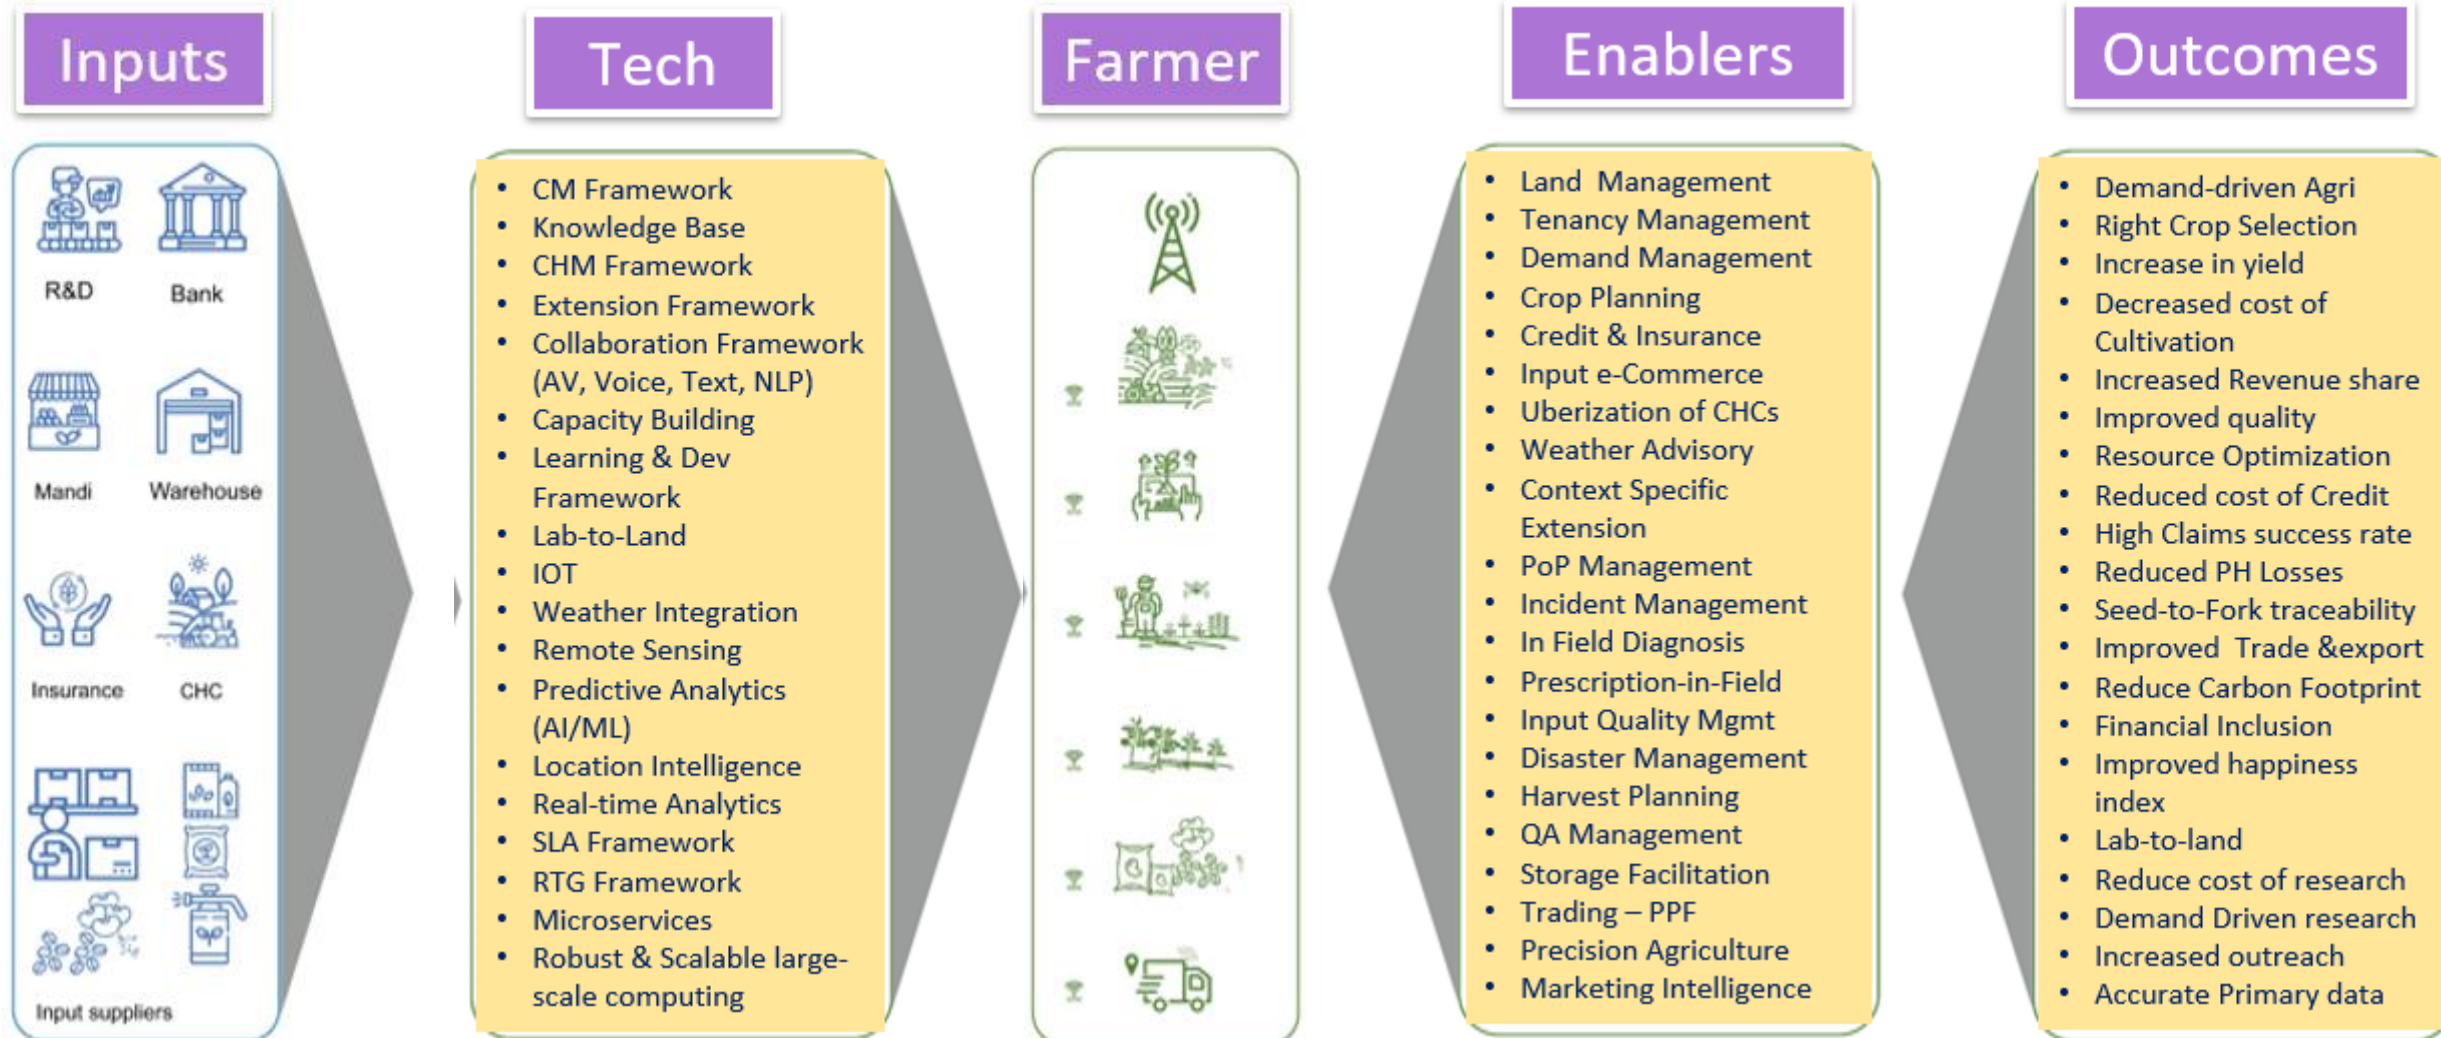 Inputs
Tech
Farmer
Enablers
Outcomes
R&D
Bank
Mandi
Warehouse
Insurance
CHC
Input suppliers
• CM Framework
• Knowledge Base
• CHM Framework
• Extension Framework
• Collaboration Framework
(AV, Voice, Text, NLP)
• Capacity Building
• Learning & Dev
Framework
• Lab-to-Land
• IOT
• Weather Integration
• Remote Sensing
• Predictive Analytics
(AI/ML)
• Location Intelligence
• Real-time Analytics
• SLA Framework
• RTG Framework
• Microservices
• Robust & Scalable large-
scale computing
• Land Management
• Tenancy Management
• Demand Management
• Crop Planning
• Credit & Insurance
• Input e-Commerce
• Uberization of CHCs
• Weather Advisory
• Context Specific
Extension
• PoP Management
• Incident Management
• In Field Diagnosis
• Prescription-in-Field
• Input Quality Mgmt
• Disaster Management
• Harvest Planning
• QA Management
• Storage Facilitation
• Trading – PPF
• Precision Agriculture
• Marketing Intelligence
• Demand-driven Agri
• Right Crop Selection
• Increase in yield
• Decreased cost of
Cultivation
• Increased Revenue share
• Improved quality
• Resource Optimization
• Reduced cost of Credit
• High Claims success rate
• Reduced PH Losses
• Seed-to-Fork traceability
• Improved Trade &export
• Reduce Carbon Footprint
• Financial Inclusion
• Improved happiness
index
• Lab-to-land
• Reduce cost of research
• Demand Driven research
• Increased outreach
• Accurate Primary data